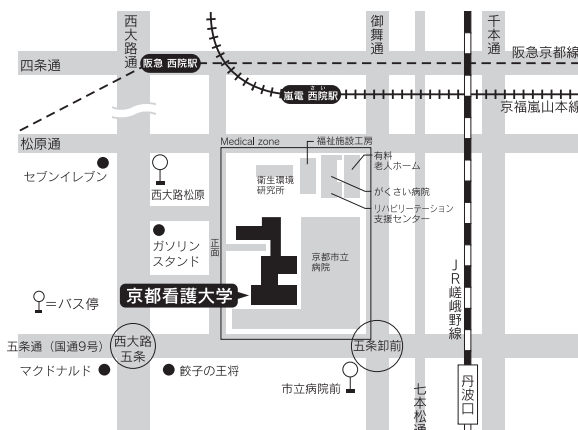 西大路通
御舞通
千本通
四条通
阪急 西院駅
阪急京都線
さい
嵐電 西院駅
京福嵐山本線
松原通
Medical zone
福祉施設工房
有料
老人ホーム
セブンイレブン
西大路松原
衛生環境
研究所
がくさい病院
リハビリテーション
支援センター
ガソリン
スタンド
正面
京都市立
病院
京都看護大学
JR嵯峨野線
=バス停
五条通（国通9号）
西大路
五条
五条卸前
マクドナルド
餃子の王将
市立病院前
七本松通
丹波口